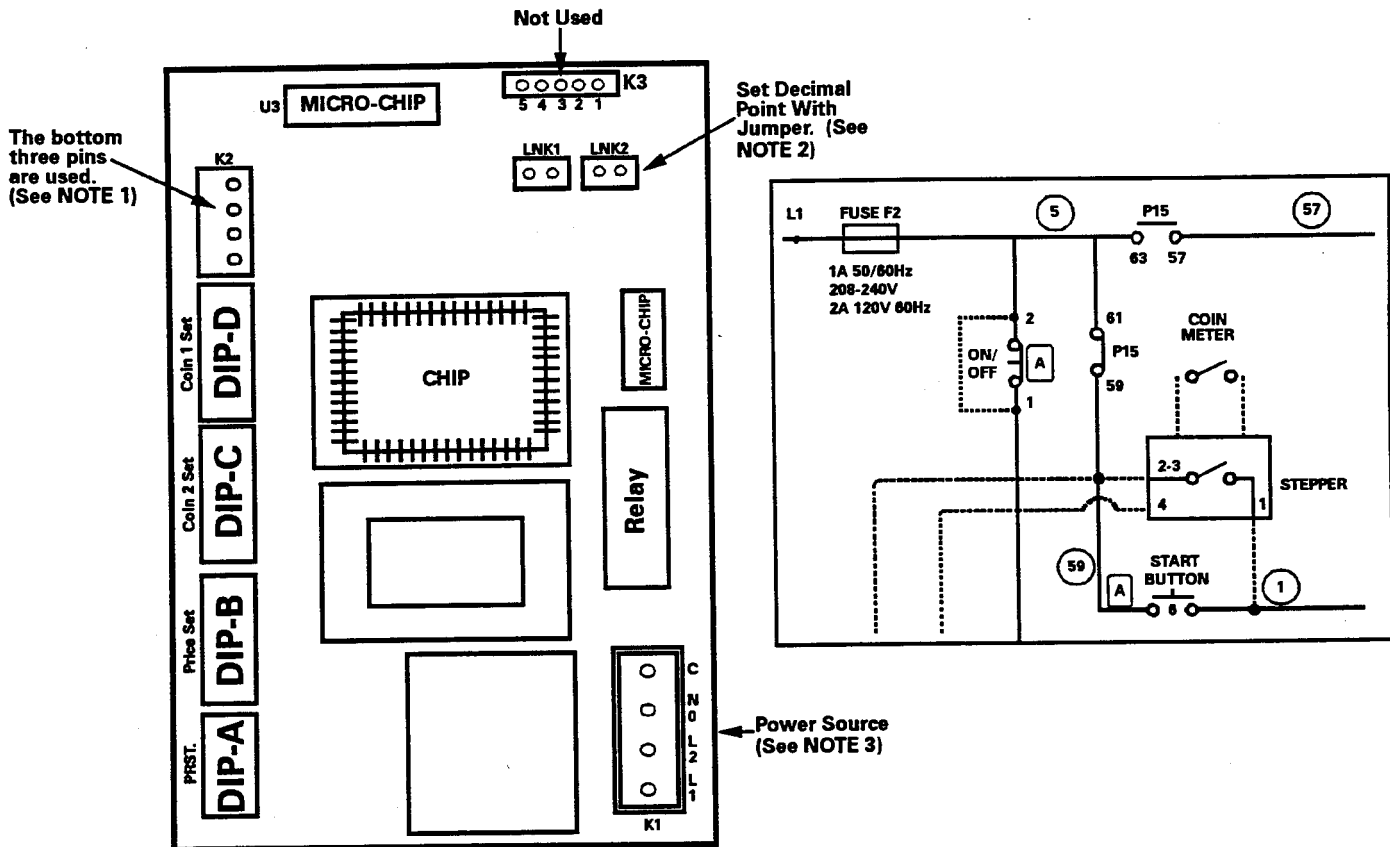 Not Used
K3
5 4 3 2 1
U3
MICRO-CHIP
Set Decimal
Point With
Jumper. (See
NOTE 2)
The bottom
three pins
are used.
(See NOTE 1)
K2
LNK1
LNK2
Coin 1 Set
DIP-D
CHIP
MICRO-CHIP
Coin 2 Set
DIP-C
Relay
Price Set
DIP-B
PRST.
DIP-A
C
N
0
L
2
L
1
K1
Power Source
(See NOTE 3)
L1
FUSE F2
5
P15
57
63
57
1A 50/60Hz
208-240V
2A 120V 60Hz
2
ON/
OFF
A
1
61
P15
59
COIN
METER
2-3
4
1
STEPPER
59
A
START
BUTTON
6
1